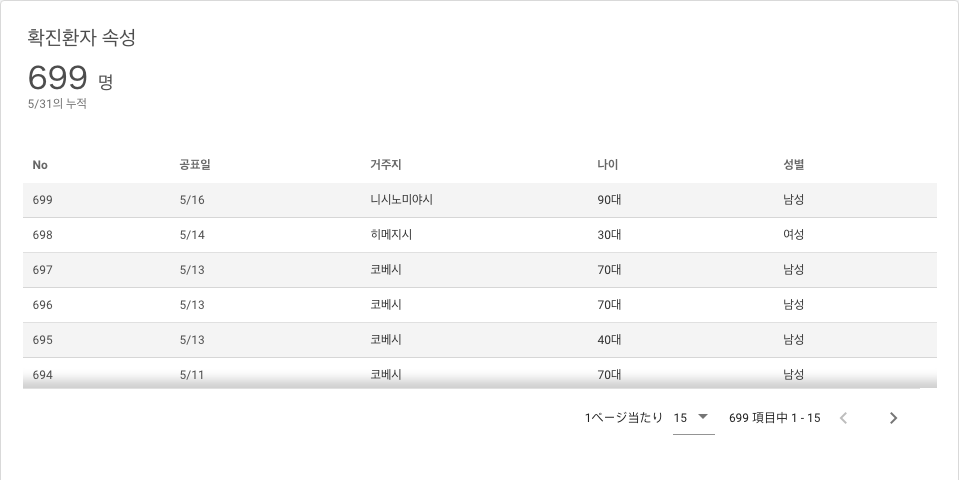 확진환자 속성
699 명
5/31의 누적
No 공표일 거주지 나이 성별
699 5/16 니시노미야시 90대 남성
698 5/14 히메지시 30대 여성
697 5/13 코베시 70대 남성
696 5/13 코베시 70대 남성
695 5/13 코베시 40대 남성
694 5/11 코베시 70대 남성
1ページ当たり 15 699 項目中 1 - 15